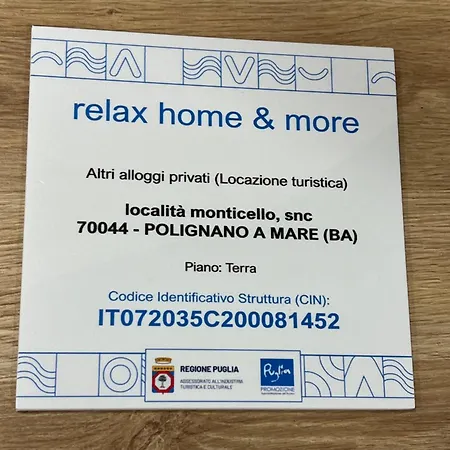 relax home & more
Altri alloggi privati (Locazione turistica)
località monticello, snc
70044 - POLIGNANO A MARE (BA)
Piano: Terra
Codice Identificativo Struttura (CIN):
IT072035C200081452
REGIONE PUGLIA
ASSESSORATO ALL'INDUSTRIA
TURISTICA E CULTURALE
Puglia
PROMOZIONE